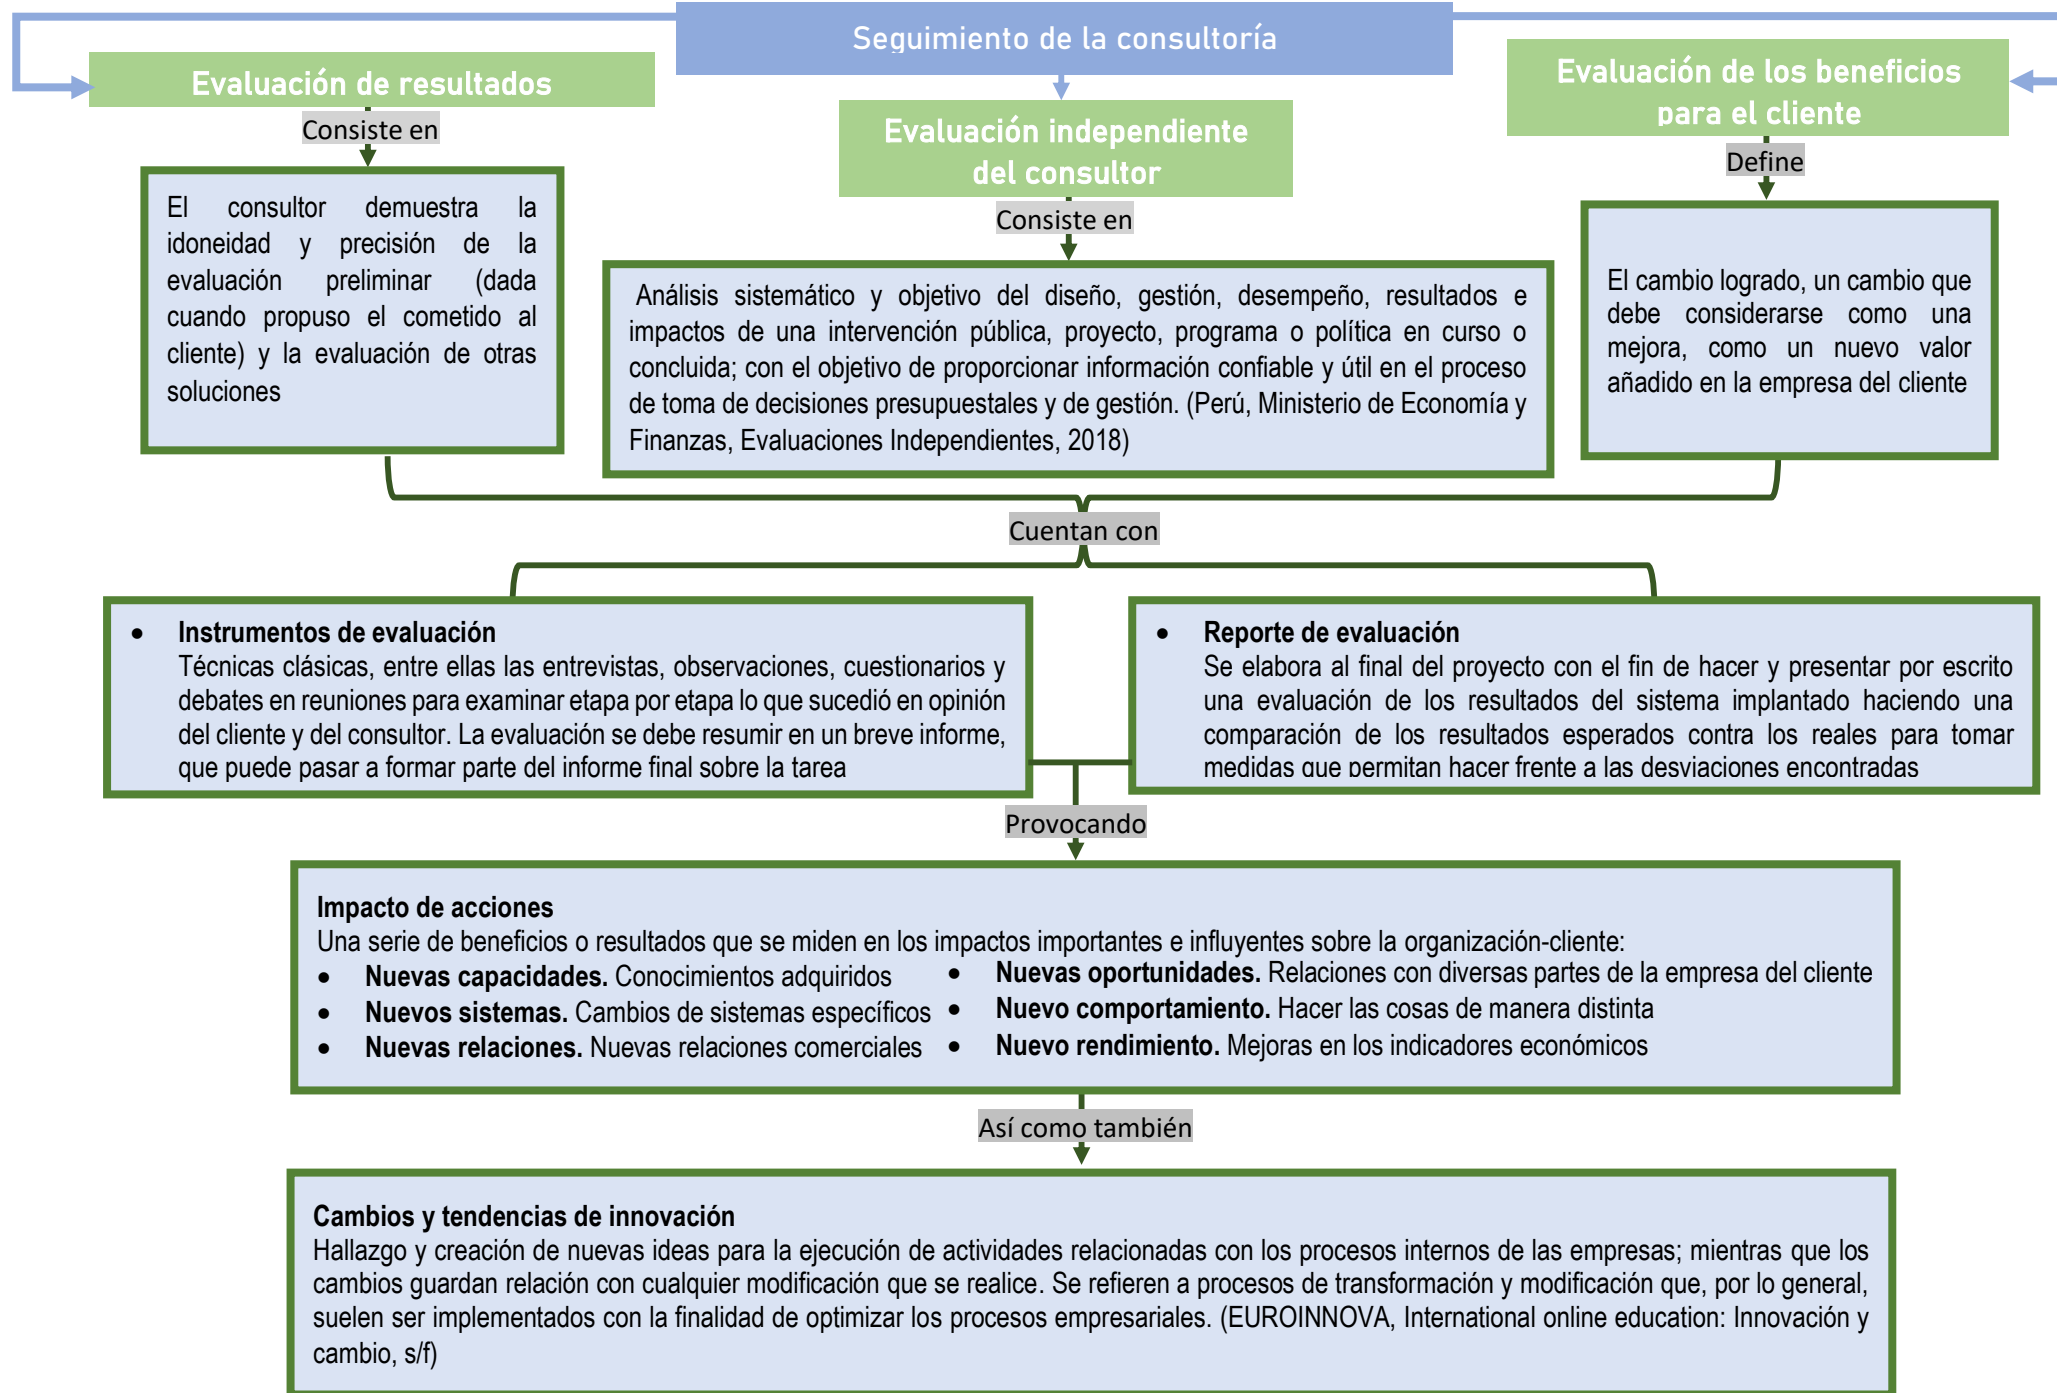 Seguimiento de la consultoría
Evaluación de resultados
Consiste en
El consultor demuestra la
idoneidad y precisión de la
evaluación preliminar (dada
cuando propuso el cometido al
cliente) y la evaluación de otras
soluciones
Evaluación independiente
del consultor
Consiste en
Análisis sistemático y objetivo del diseño, gestión, desempeño, resultados e
impactos de una intervención pública, proyecto, programa o política en curso o
concluida; con el objetivo de proporcionar información confiable y útil en el proceso
de toma de decisiones presupuestales y de gestión. (Perú, Ministerio de Economía y
Finanzas, Evaluaciones Independientes, 2018)
Evaluación de los beneficios
para el cliente
Define
El cambio logrado, un cambio que
debe considerarse como una
mejora, como un nuevo valor
añadido en la empresa del cliente
Cuentan con
• Instrumentos de evaluación
Técnicas clásicas, entre ellas las entrevistas, observaciones, cuestionarios y
debates en reuniones para examinar etapa por etapa lo que sucedió en opinión
del cliente y del consultor. La evaluación se debe resumir en un breve informe,
que puede pasar a formar parte del informe final sobre la tarea
• Reporte de evaluación
Se elabora al final del proyecto con el fin de hacer y presentar por escrito
una evaluación de los resultados del sistema implantado haciendo una
comparación de los resultados esperados contra los reales para tomar
medidas que permitan hacer frente a las desviaciones encontradas
Provocando
Impacto de acciones
Una serie de beneficios o resultados que se miden en los impactos importantes e influyentes sobre la organización-cliente:
• Nuevas capacidades. Conocimientos adquiridos
• Nuevos sistemas. Cambios de sistemas específicos
• Nuevas relaciones. Nuevas relaciones comerciales
• Nuevas oportunidades. Relaciones con diversas partes de la empresa del cliente
• Nuevo comportamiento. Hacer las cosas de manera distinta
• Nuevo rendimiento. Mejoras en los indicadores económicos
Así como también
Cambios y tendencias de innovación
Hallazgo y creación de nuevas ideas para la ejecución de actividades relacionadas con los procesos internos de las empresas; mientras que los
cambios guardan relación con cualquier modificación que se realice. Se refieren a procesos de transformación y modificación que, por lo general,
suelen ser implementados con la finalidad de optimizar los procesos empresariales. (EUROINNOVA, International online education: Innovación y
cambio, s/f)